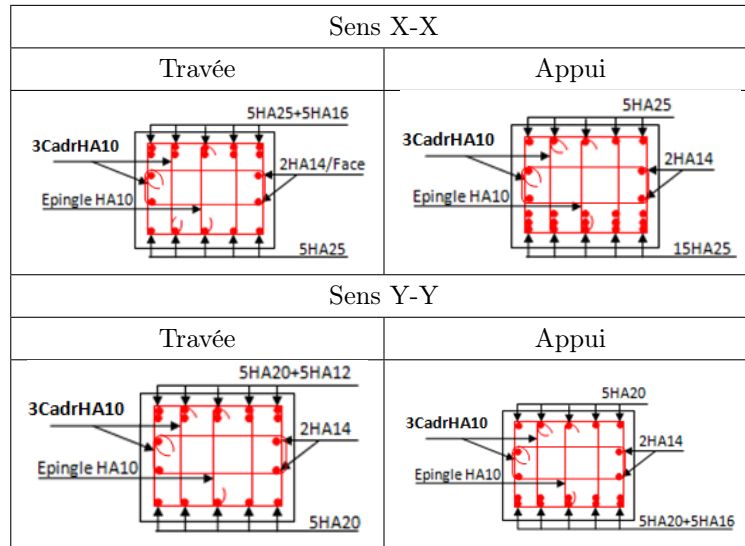 Sens X-X
Travée
Appui
5HA25+5HA16
3CadrHA10
2HA14/Face
Epingle HA10
5HA25
5HA25
3CadrHA10
2HA14
Epingle HA10
15HA25
Sens Y-Y
Travée
Appui
5HA20+5HA12
3CadrHA10
2HA14
Epingle HA10
5HA20
5HA20
3CadrHA10
2HA14
Epingle HA10
5HA20+5HA16